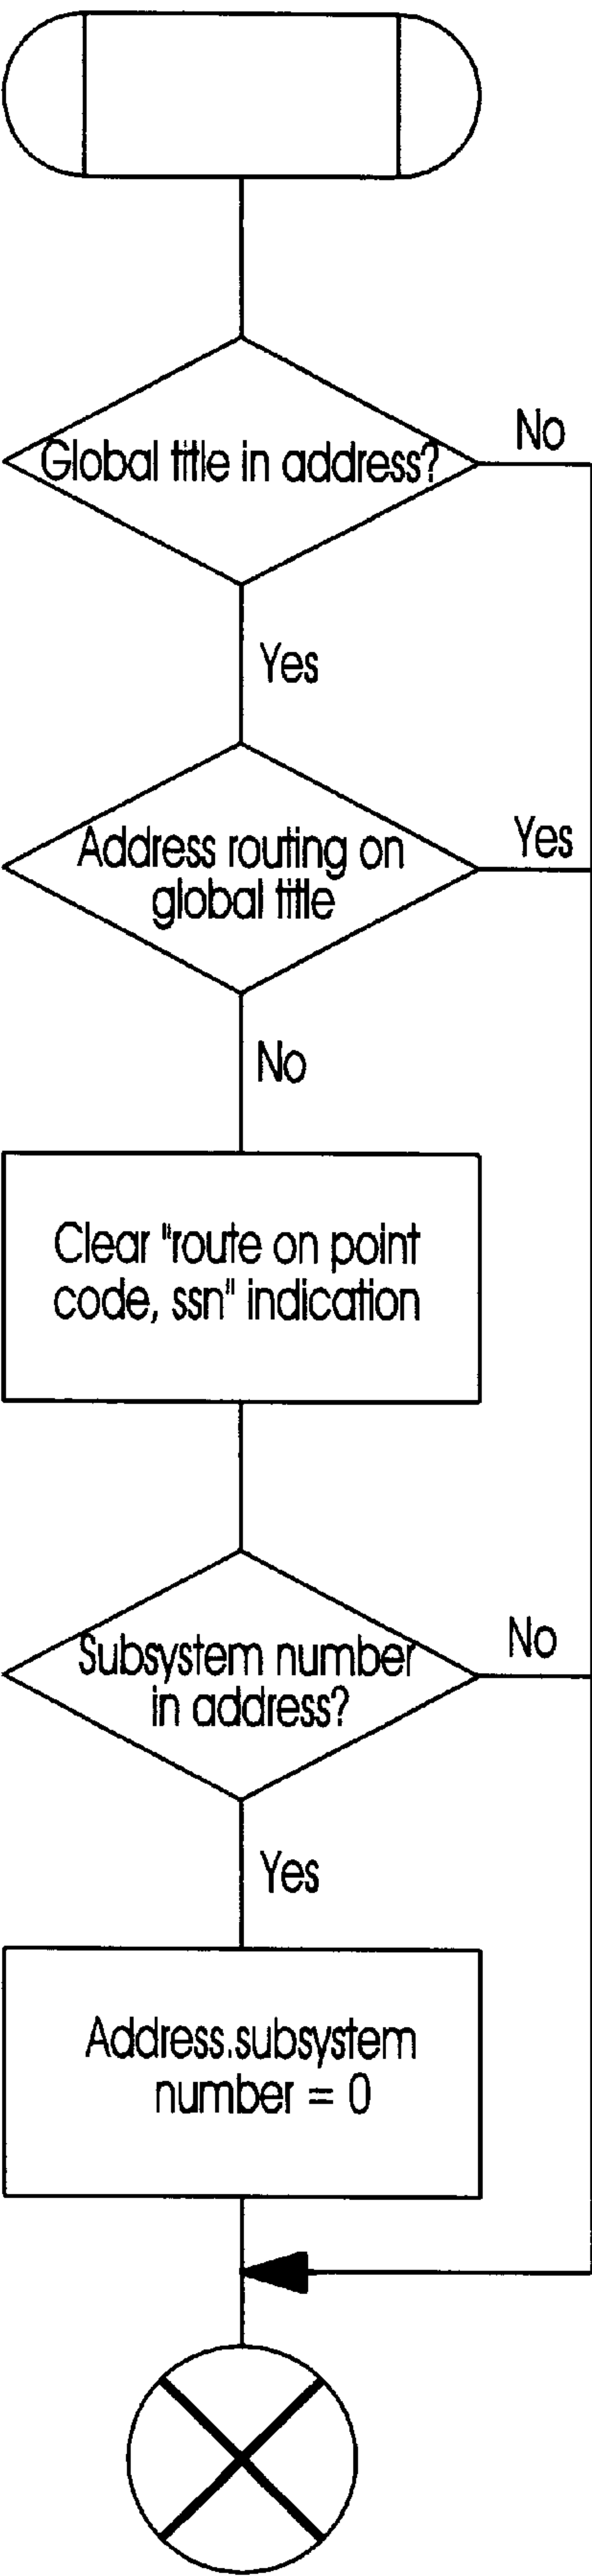 Global title in address?
No
Yes
Address routing on
global title
Yes
No
Clear "route on point
code, ssn" indication
Subsystem number
in address?
No
Yes
Address.subsystem
number = 0